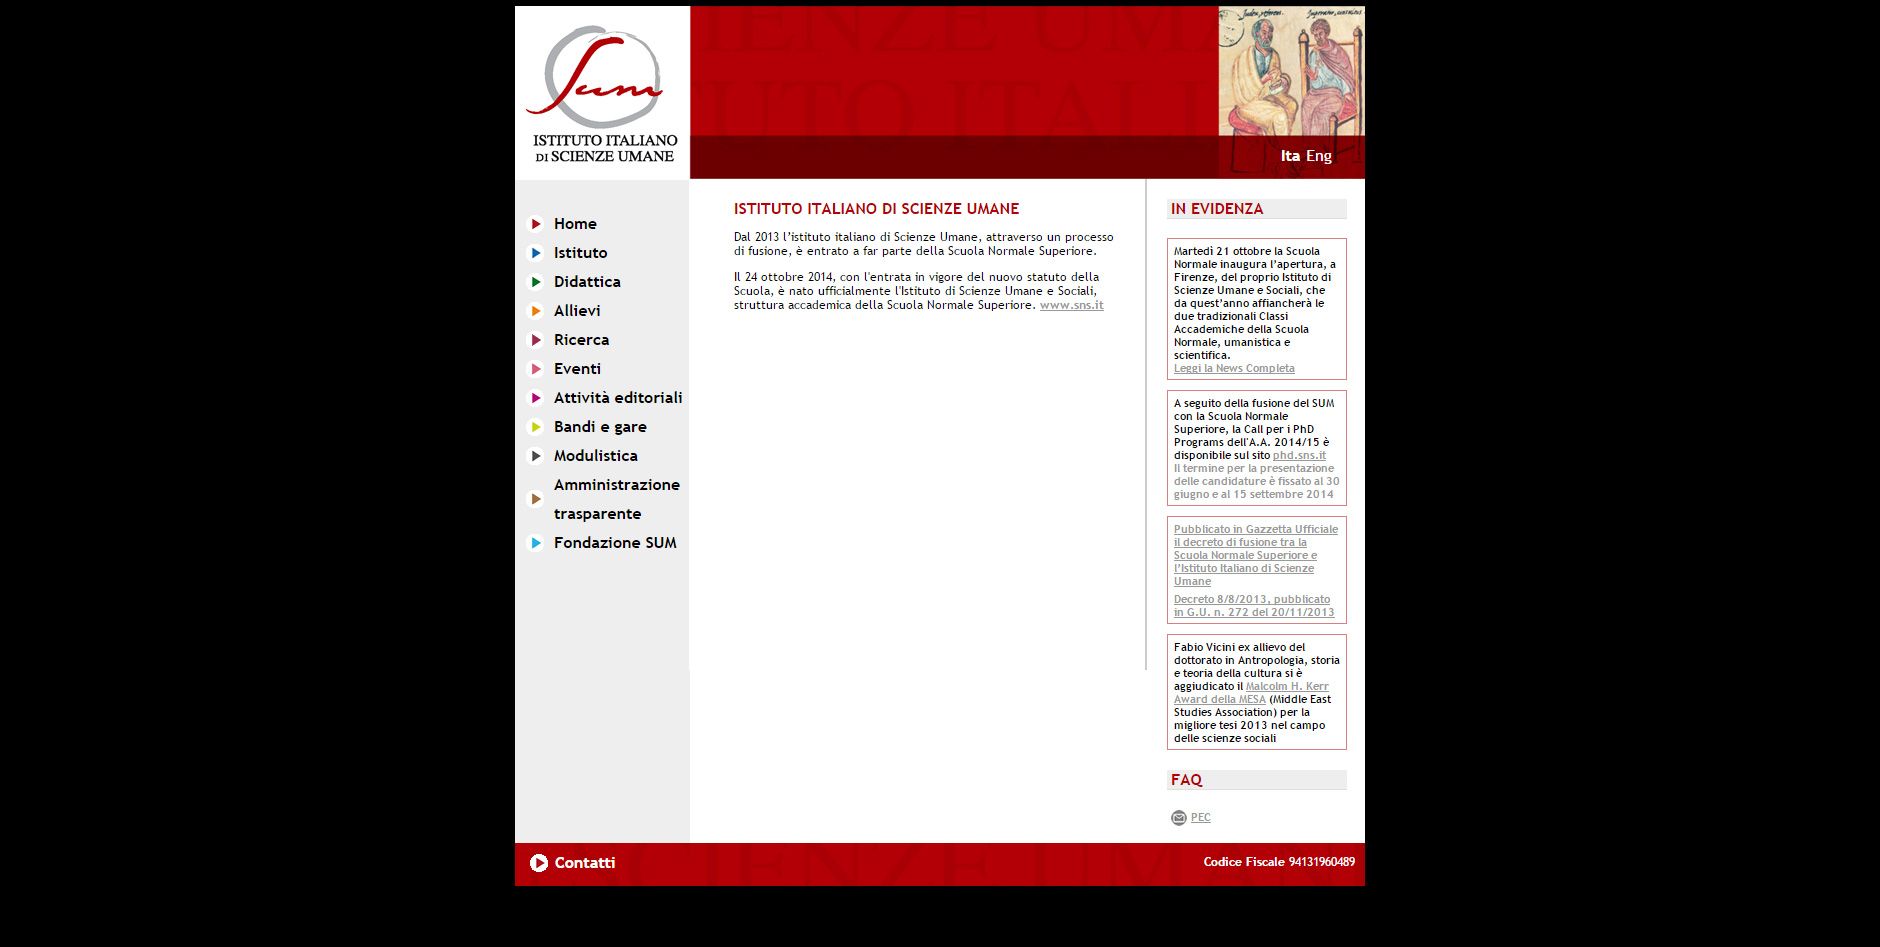 Sum
ISTITUTO ITALIANO
DI SCIENZE UMANE
Ita Eng
Home
Istituto
Didattica
Allievi
Ricerca
Eventi
Attività editoriali
Bandi e gare
Modulistica
Amministrazione
trasparente
Fondazione SUM
ISTITUTO ITALIANO DI SCIENZE UMANE
Dal 2013 l’istituto italiano di Scienze Umane, attraverso un processo
di fusione, è entrato a far parte della Scuola Normale Superiore.
Il 24 ottobre 2014, con l'entrata in vigore del nuovo statuto della
Scuola, è nato ufficialmente l'Istituto di Scienze Umane e Sociali,
struttura accademica della Scuola Normale Superiore. www.sns.it
IN EVIDENZA
Martedì 21 ottobre la Scuola
Normale inaugura l’apertura, a
Firenze, del proprio Istituto di
Scienze Umane e Sociali, che
da quest’anno affiancherà le
due tradizionali Classi
Accademiche della Scuola
Normale, umanistica e
scientifica.
Leggi la News Completa
A seguito della fusione del SUM
con la Scuola Normale
Superiore, la Call per i PhD
Programs dell'A.A. 2014/15 è
disponibile sul sito phd.sns.it
Il termine per la presentazione
delle candidature è fissato al 30
giugno e al 15 settembre 2014
Pubblicato in Gazzetta Ufficiale
il decreto di fusione tra la
Scuola Normale Superiore e
l’Istituto Italiano di Scienze
Umane
Decreto 8/8/2013, pubblicato
in G.U. n. 272 del 20/11/2013
Fabio Vicini ex allievo del
dottorato in Antropologia, storia
e teoria della cultura si è
aggiudicato il Malcolm H. Kerr
Award della MESA (Middle East
Studies Association) per la
migliore tesi 2013 nel campo
delle scienze sociali
FAQ
PEC
Contatti
Codice Fiscale 94131960489